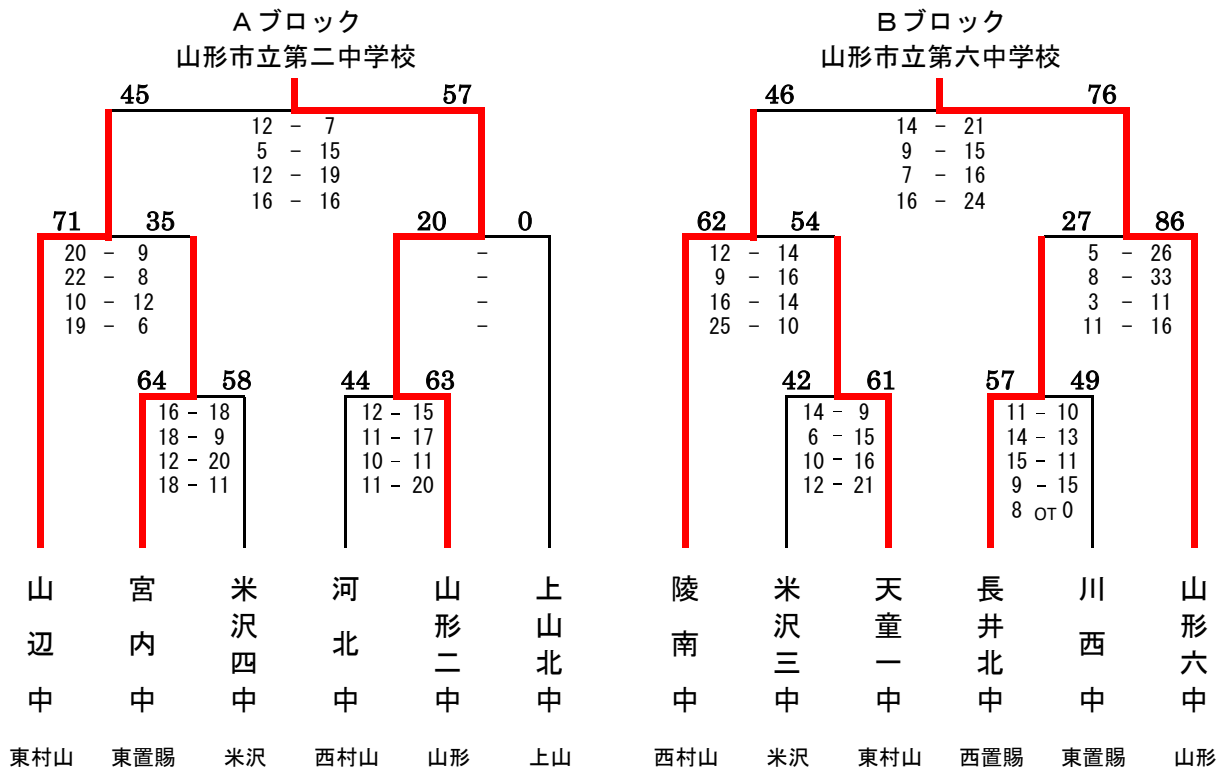 Aブロック
山形市立第二中学校
45 57
12 - 7
5 - 15
12 - 19
16 - 16
71 35
20 - 9
22 - 8
10 - 12
19 - 6
20 0
-
-
-
-
64 58
16 - 18
18 - 9
12 - 20
18 - 11
44 63
12 - 15
11 - 17
10 - 11
11 - 20
山辺中
宮内中
米沢四中
河北中
山形二中
上山北中
東村山
東置賜
米沢
西村山
山形
上山
Bブロック
山形市立第六中学校
46 76
14 - 21
9 - 15
7 - 16
16 - 24
62 54
12 - 14
9 - 16
16 - 14
25 - 10
27 86
5 - 26
8 - 33
3 - 11
11 - 16
42 61
14 - 9
6 - 15
10 - 16
12 - 21
57 49
11 - 10
14 - 13
15 - 11
9 - 15
8 OT 0
陵南中
米沢三中
天童一中
長井北中
川西中
山形六中
西村山
米沢
東村山
西置賜
東置賜
山形